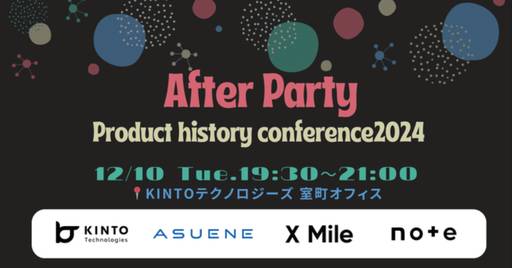 After Party
Product history conference2024
12/10 Tue.19:30~21:00
📍KINTOテクノロジーズ 室町オフィス
KINTO Technologies ASUENE X Mile note